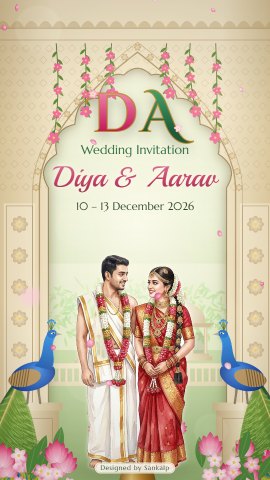 DA
Wedding Invitation
Diya & Aarav
10 – 13 December 2026
Designed by Sankalp